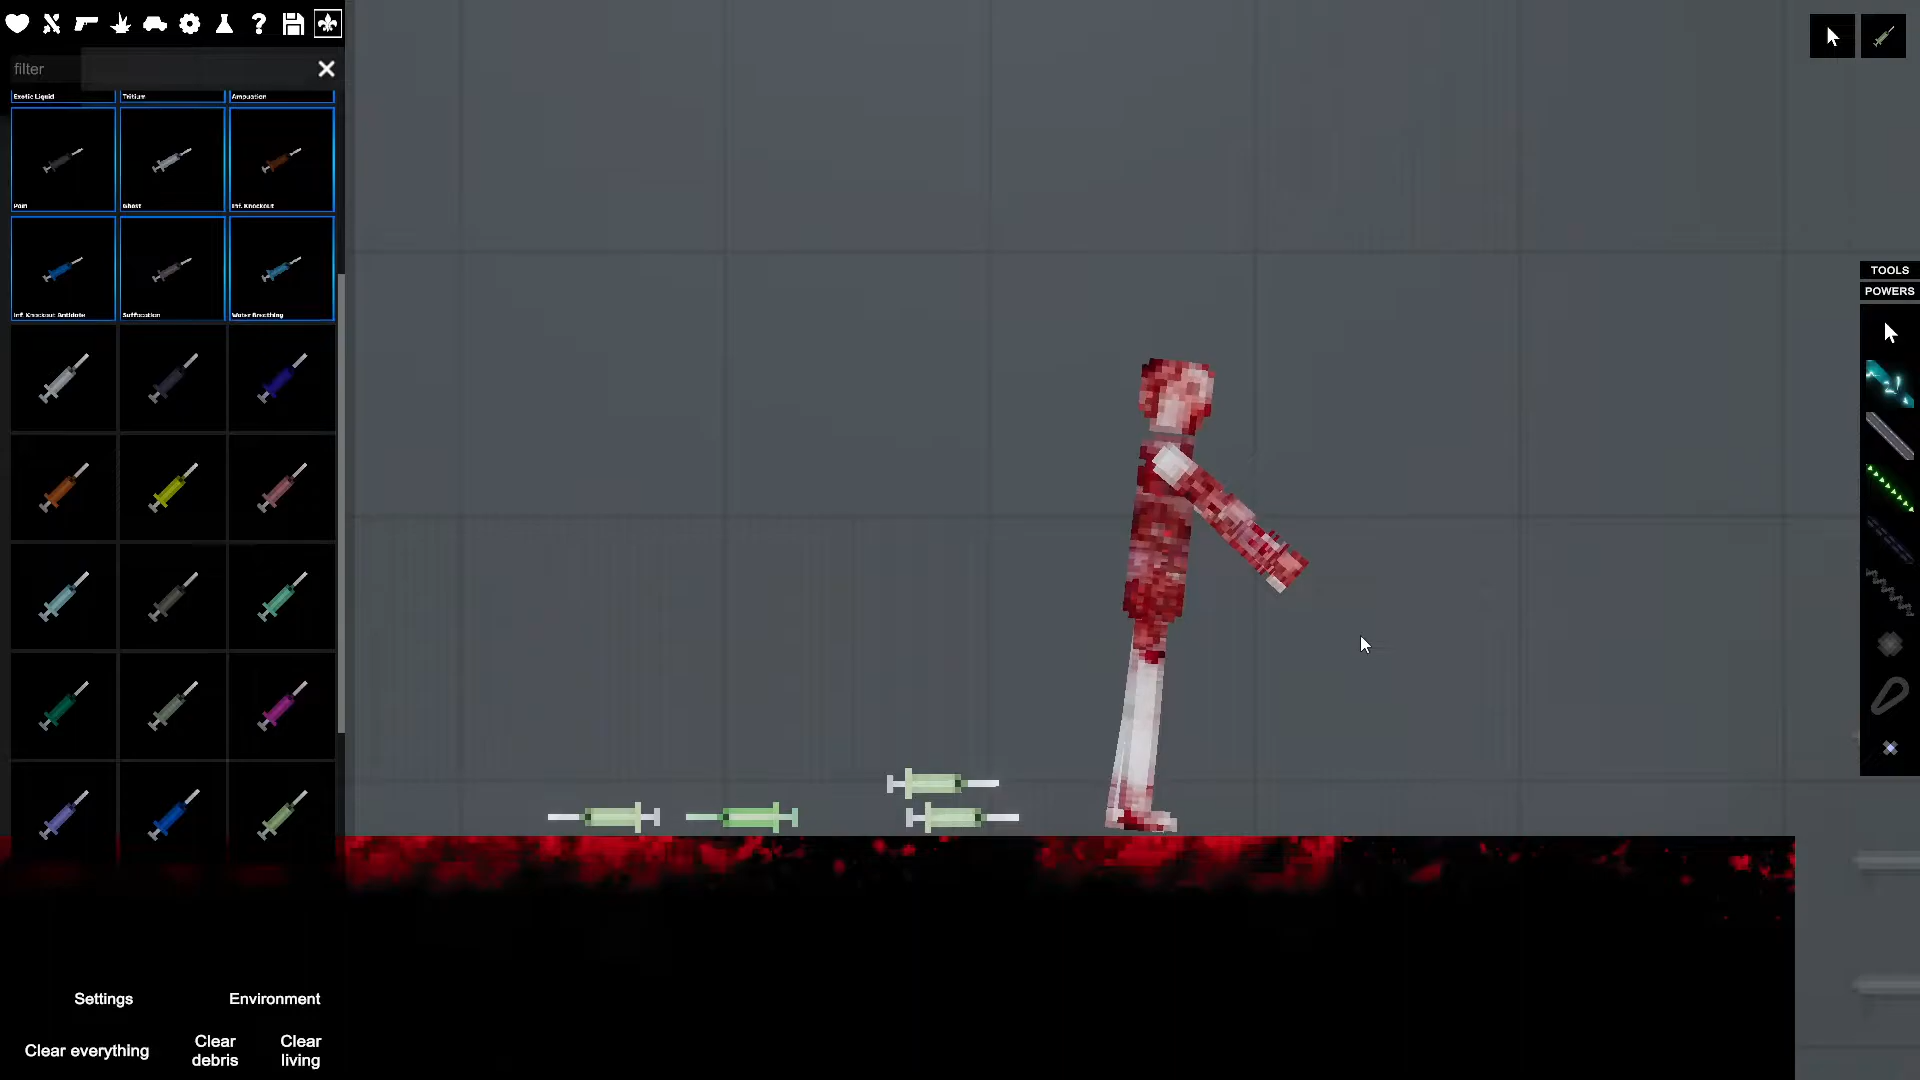 filter
Exotic Liquid
Tritium
Ampustion
Pain
Ghost
Inf. Knockout
Inf. Knockout Antidote
Suffocation
Water Breathing
TOOLS
POWERS
Settings
Environment
Clear everything
Clear
debris
Clear
living